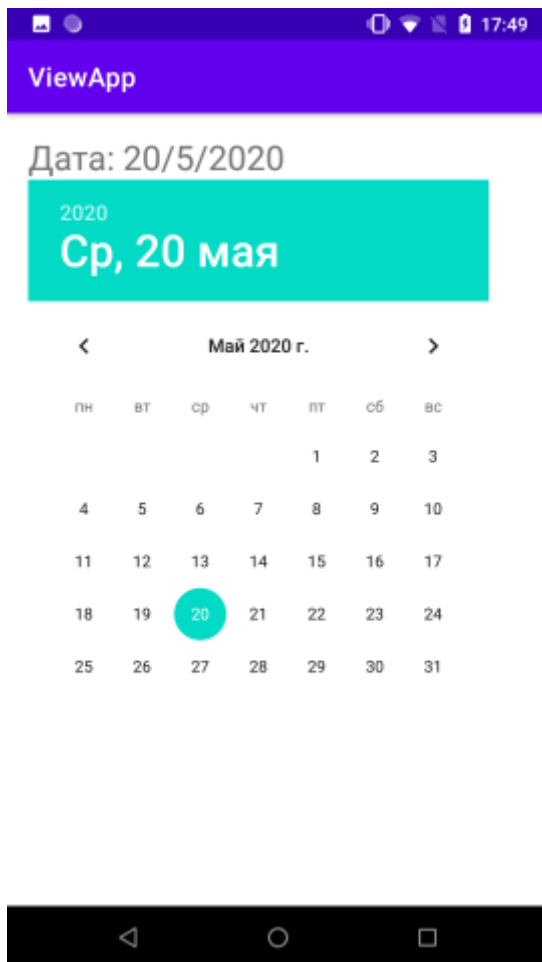 17:49
ViewApp
Дата: 20/5/2020
2020
Ср, 20 мая
Май 2020 г.
пн вт ср чт пт сб вс
1 2 3
4 5 6 7 8 9 10
11 12 13 14 15 16 17
18 19 20 21 22 23 24
25 26 27 28 29 30 31